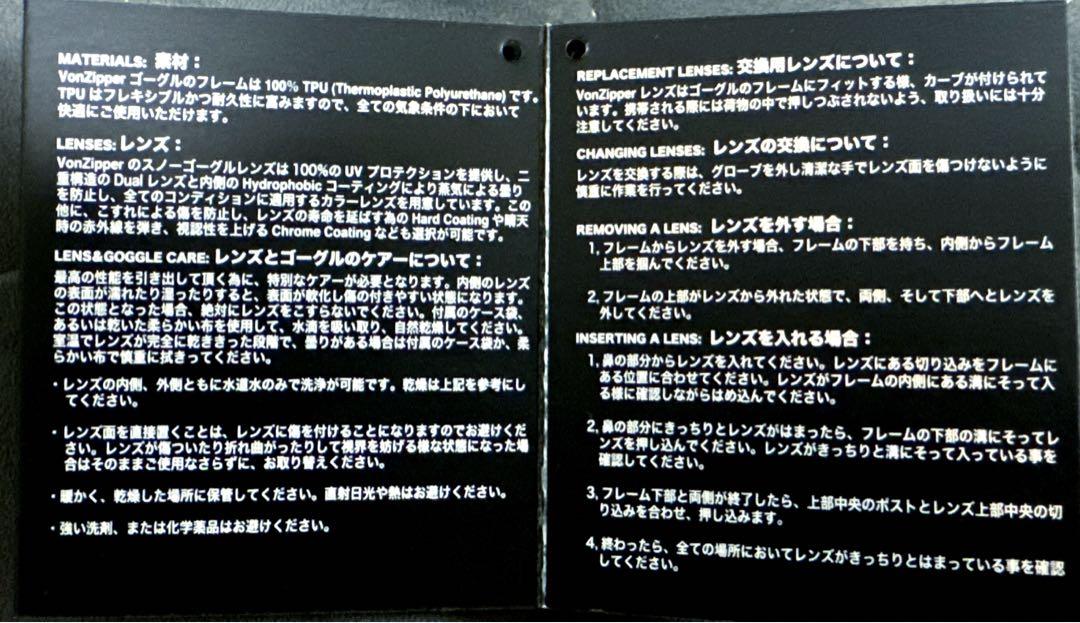 MATERIALS: 素材：
VonZipper ゴーグルのフレームは 100% TPU (Thermoplastic Polyurethane) です。
TPU はフレキシブルかつ耐久性に富みますので、全ての気象条件の下において
快適にご使用いただけます。
LENSES: レンズ：
VonZipper のスノーゴーグルレンズは 100%の UV プロテクションを提供し、二
重構造の Dual レンズと内側の Hydrophobic コーティングにより蒸気による曇り
を防止し、全てのコンディションに適用するカラーレンズを用意しています。この
他に、こすれによる傷を防止し、レンズの寿命を延ばす為の Hard Coating や晴天
時の赤外線を弾き、視認性を上げる Chrome Coating なども選択が可能です。
LENS&GOGGLE CARE: レンズとゴーグルのケアーについて：
最高の性能を引き出して頂く為に、特別なケアーが必要となります。内側のレンズ
の表面が濡れたり湿ったりすると、表面が軟化し傷の付きやすい状態になります。
この状態となった場合、絶対にレンズをこすらないでください。付属のケース袋、
あるいは乾いた柔らかい布を使用して、水滴を吸い取り、自然乾燥してください。
室温でレンズが完全に乾ききった段階で、曇りがある場合は付属のケース袋か、柔
らかい布で慎重に拭きってください。
・レンズの内側、外側ともに水道水のみで洗浄が可能です。乾燥は上記を参考にし
てください。
・レンズ面を直接置くことは、レンズに傷を付けることになりますのでお避けくだ
さい。レンズが傷ついたり折れ曲がったりして視界を妨げる様な状態になった場
合はそのままご使用なさらずに、お取り替えください。
・暖かく、乾燥した場所に保管してください。直射日光や熱はお避けください。
・強い洗剤、または化学薬品はお避けください。
REPLACEMENT LENSES: 交換用レンズについて：
VonZipper レンズはゴーグルのフレームにフィットする様、カーブが付けられて
います。携帯される際には荷物の中で押しつぶされないよう、取り扱いには十分
注意してください。
CHANGING LENSES: レンズの交換について：
レンズを交換する際は、グローブを外し清潔な手でレンズ面を傷つけないように
慎重に作業を行ってください。
REMOVING A LENS: レンズを外す場合：
1, フレームからレンズを外す場合、フレームの下部を持ち、内側からフレーム
上部を掴んでください。
2, フレームの上部がレンズから外れた状態で、両側、そして下部へとレンズを
外してください。
INSERTING A LENS: レンズを入れる場合：
1, 鼻の部分からレンズを入れてください。レンズにある切り込みをフレームに
ある位置に合わせてください。レンズがフレームの内側にある溝にそって入
る様に確認しながらはめ込んでください。
2, 鼻の部分にきっちりとレンズがはまったら、フレームの下部の溝にそってレ
ンズを押し込んでください。レンズがきっちりと溝にそって入っている事を
確認してください。
3, フレーム下部と両側が終了したら、上部中央のポストとレンズ上部中央の切
り込みを合わせ、押し込みます。
4, 終わったら、全ての場所においてレンズがきっちりとはまっている事を確認
してください。